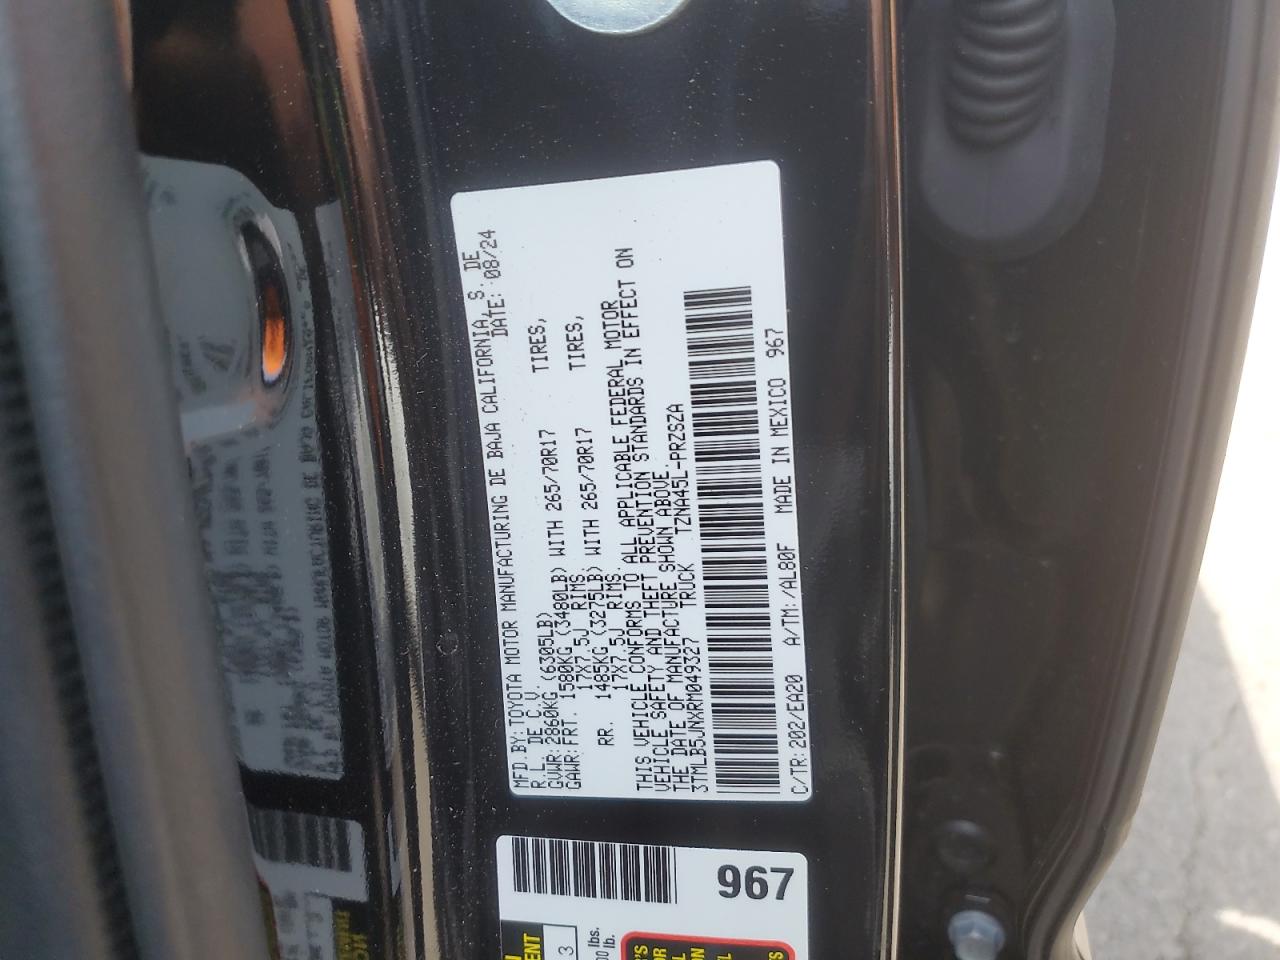 MFD.BY:TOYOTA MOTOR MANUFACTURING DE BAJA CALIFORNIA, S. DE
R.L. DE C.V. DATE: 08/24
GVWR:2860KG (6305LB)
GAWR:FRT. 1580KG (3480LB) WITH 265/70R17 TIRES,
17X7.5J RIMS
RR. 1485KG (3275LB) WITH 265/70R17 TIRES,
17X7.5J RIMS
THIS VEHICLE CONFORMS TO ALL APPLICABLE FEDERAL MOTOR
VEHICLE SAFETY AND THEFT PREVENTION STANDARDS IN EFFECT ON
THE DATE OF MANUFACTURE SHOWN ABOVE.
3TMLB5JNXRM049327 TRUCK TZNA45L-PRZSZA
C/TR:202/EA20 A/TM:/AL80F MADE IN MEXICO 967
967
3
lbs.
lb.